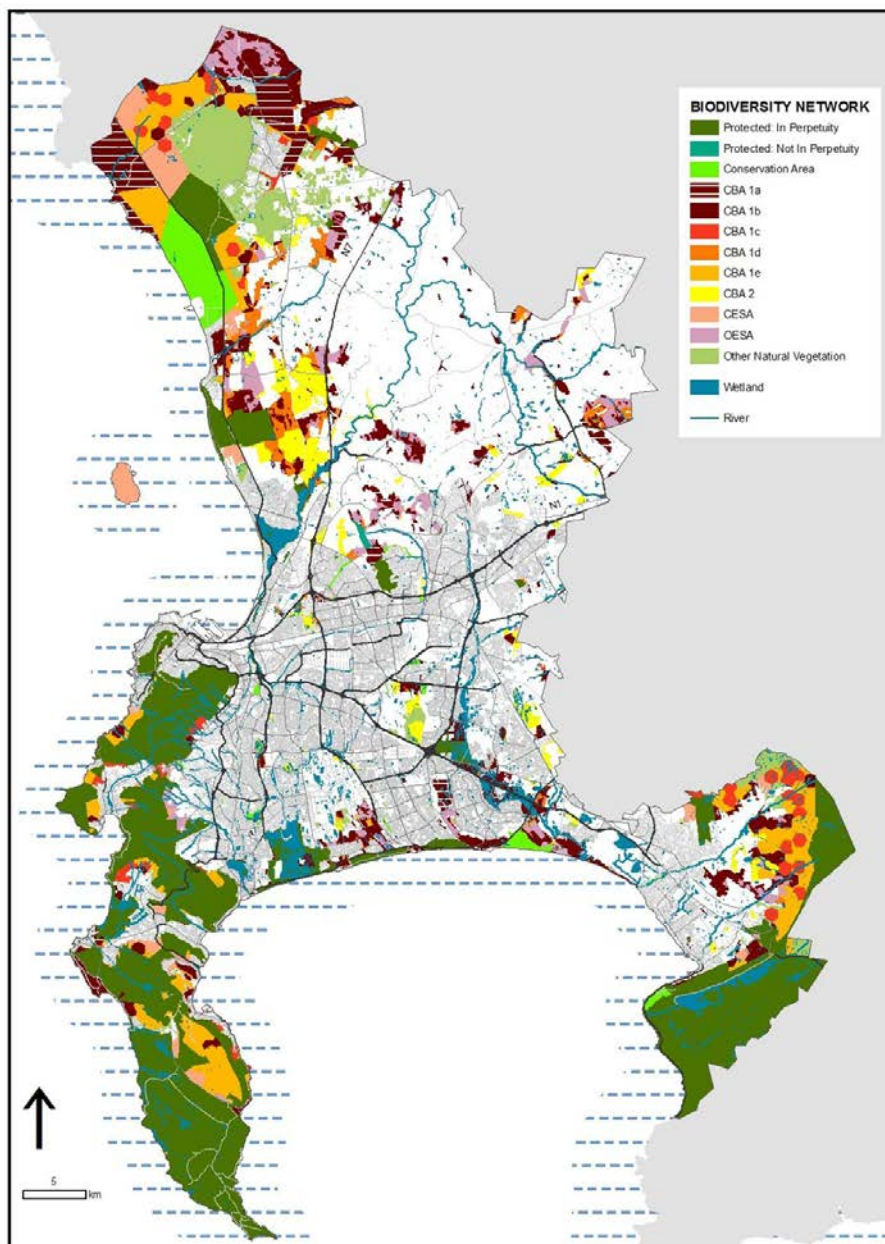 BIODIVERSITY NETWORK
Protected: In Perpetuity
Protected: Not In Perpetuity
Conservation Area
CBA 1a
CBA 1b
CBA 1c
CBA 1d
CBA 1e
CBA 2
CESA
OESA
Other Natural Vegetation
Wetland
River
N7
N1
5
km